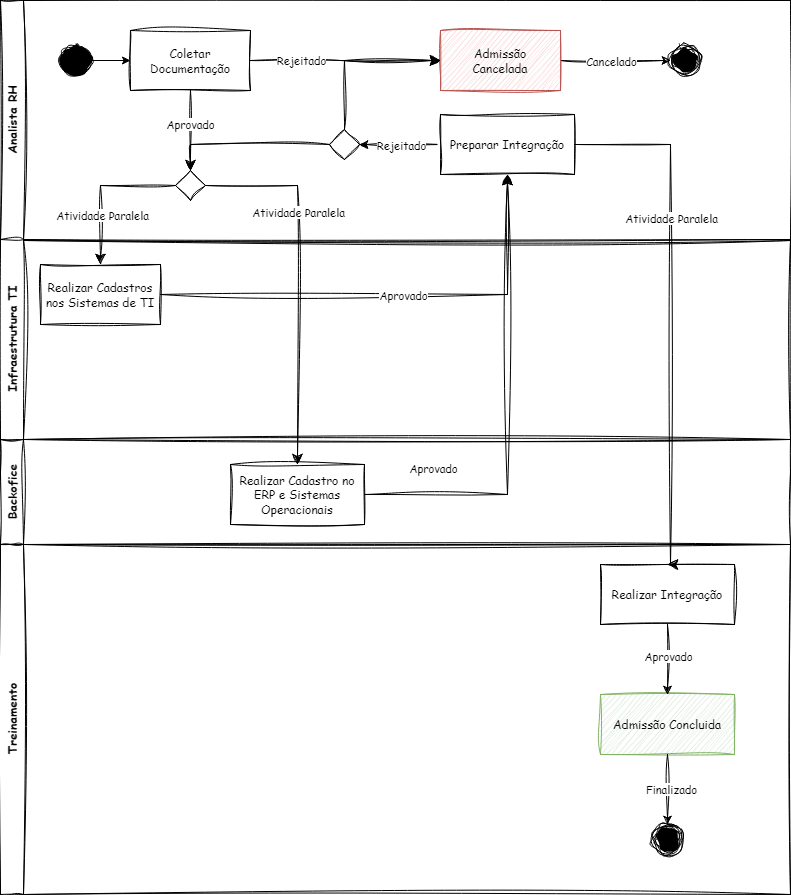 Analista RH
Coletar
Documentação
Rejeitado
Admissão
Cancelada
Cancelado
Aprovado
Rejeitado
Preparar Integração
Atividade Paralela
Atividade Paralela
Atividade Paralela
Infraestrutura TI
Realizar Cadastros
nos Sistemas de TI
Aprovado
Backofice
Realizar Cadastro no
ERP e Sistemas
Operacionais
Aprovado
Treinamento
Realizar Integração
Aprovado
Admissão Concluida
Finalizado